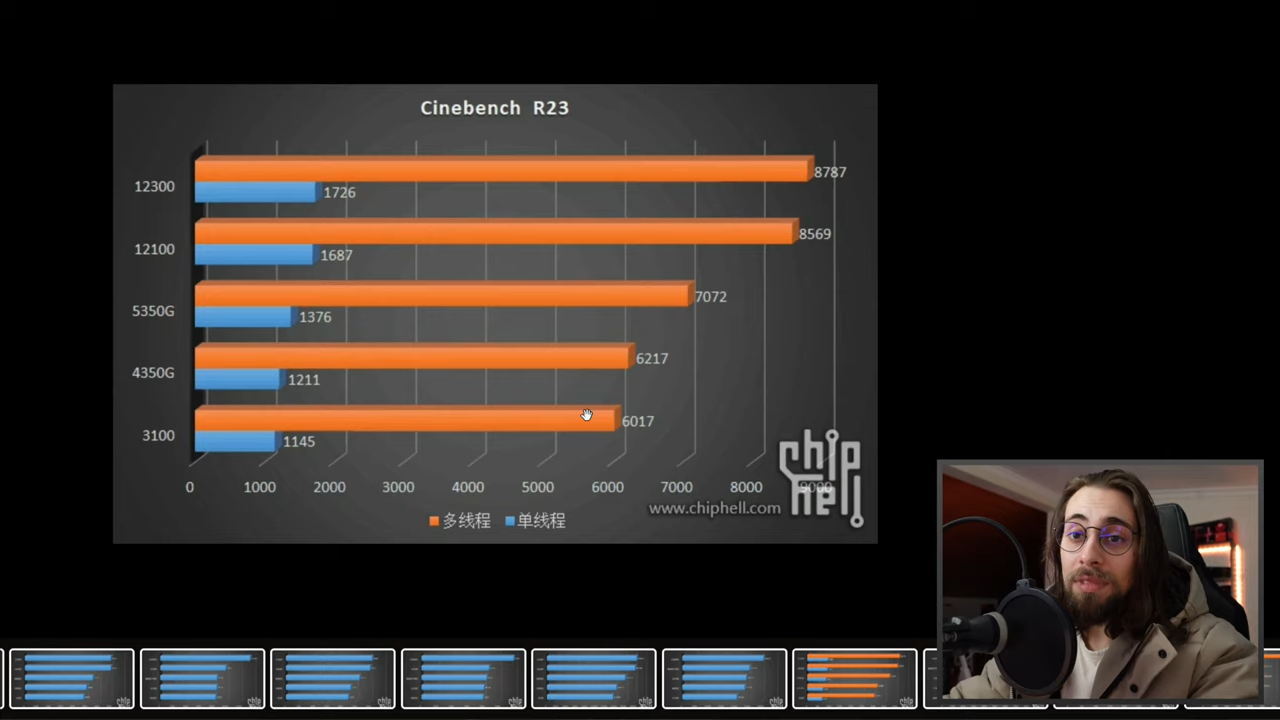 Cinebench R23
12300
8787
1726
12100
8569
1687
5350G
7072
1376
4350G
6217
1211
3100
6017
1145
0 1000 2000 3000 4000 5000 6000 7000 8000 9000
多线程 单线程
www.chiphell.com
chip
hell